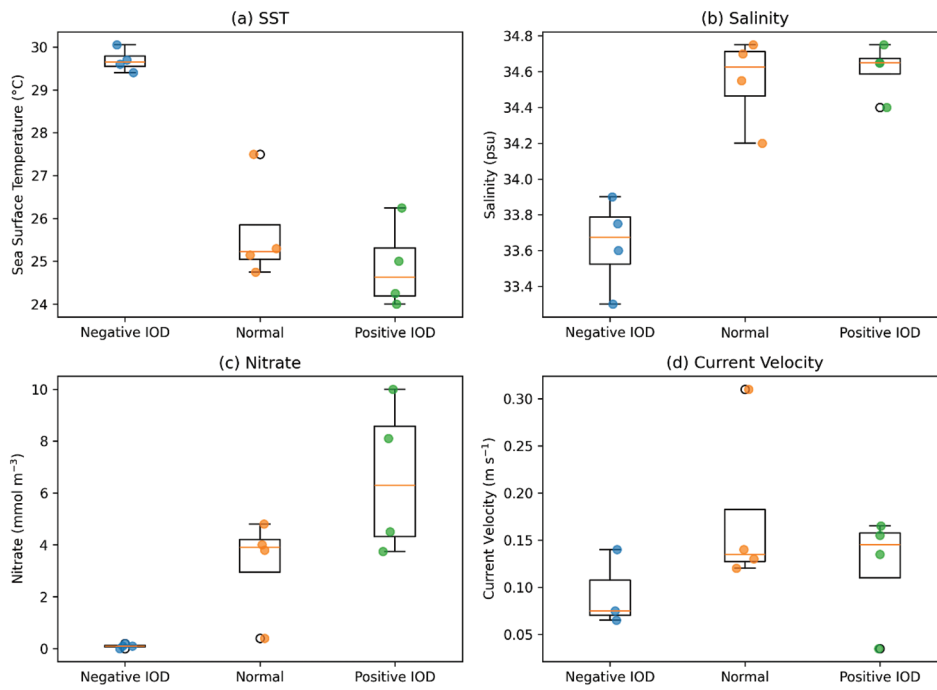 (a) SST
Sea Surface Temperature (°C)
30
29
28
27
26
25
24
Negative IOD
Normal
Positive IOD
(b) Salinity
Salinity (psu)
34.8
34.6
34.4
34.2
34.0
33.8
33.6
33.4
Negative IOD
Normal
Positive IOD
(c) Nitrate
Nitrate (mmol m⁻³)
10
8
6
4
2
0
Negative IOD
Normal
Positive IOD
(d) Current Velocity
Current Velocity (m s⁻¹)
0.30
0.25
0.20
0.15
0.10
0.05
Negative IOD
Normal
Positive IOD